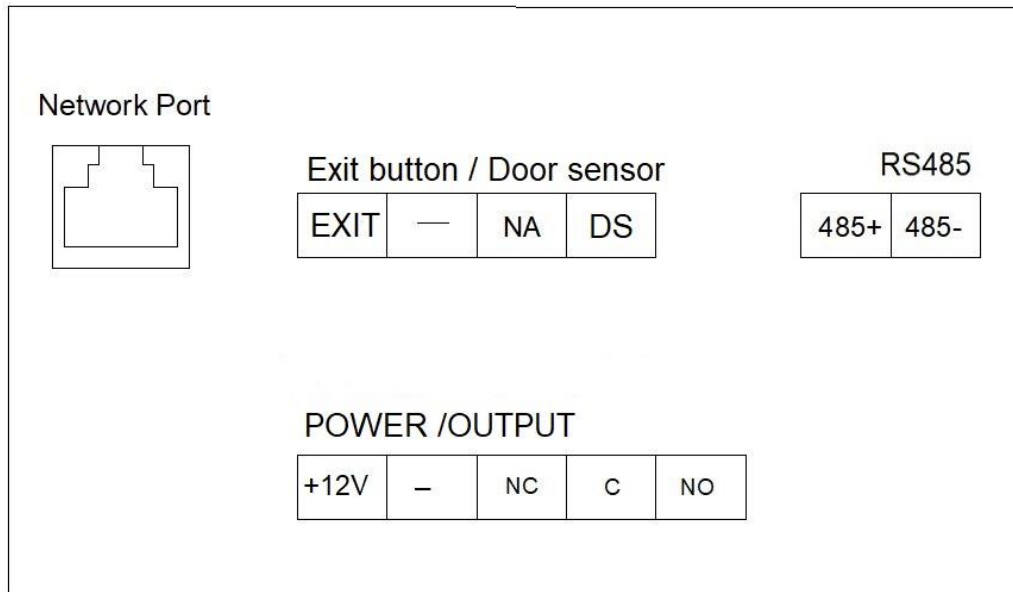 Network Port
Exit button / Door sensor
RS485
EXIT — NA DS
485+ 485-
POWER /OUTPUT
+12V – NC C NO